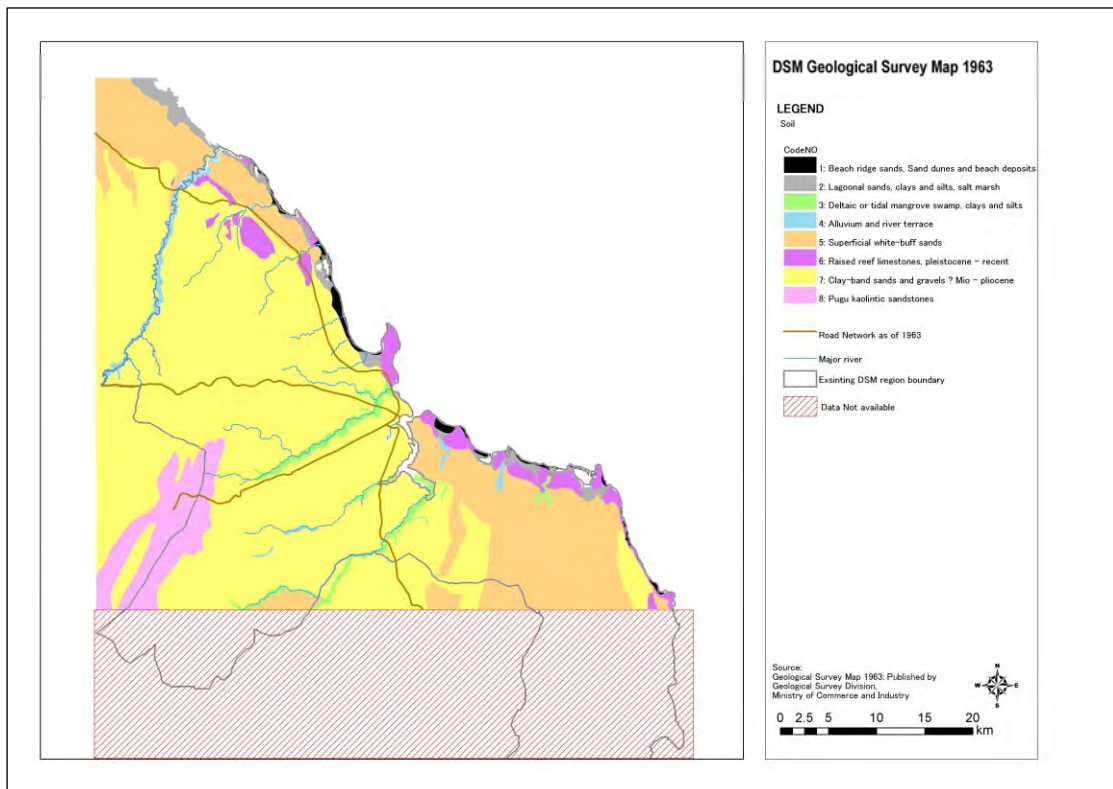 DSM Geological Survey Map 1963
LEGEND
Soil
CodeNO
1: Beach ridge sands, Sand dunes and beach deposits
2: Lagoonal sands, clays and silts, salt marsh
3: Deltaic or tidal mangrove swamp, clays and silts
4: Alluvium and river terrace
5: Superficial white-buff sands
6: Raised reef limestones, pleistocene - recent
7: Clay-band sands and gravels ? Mio - pliocene
8: Pugu kaolintic sandstones
Road Network as of 1963
Major river
Exsinting DSM region boundary
Data Not available
Source:
Geological Survey Map 1963: Published by
Geological Survey Division,
Ministry of Commerce and Industry
N
W E
S
0 2.5 5 10 15 20
km